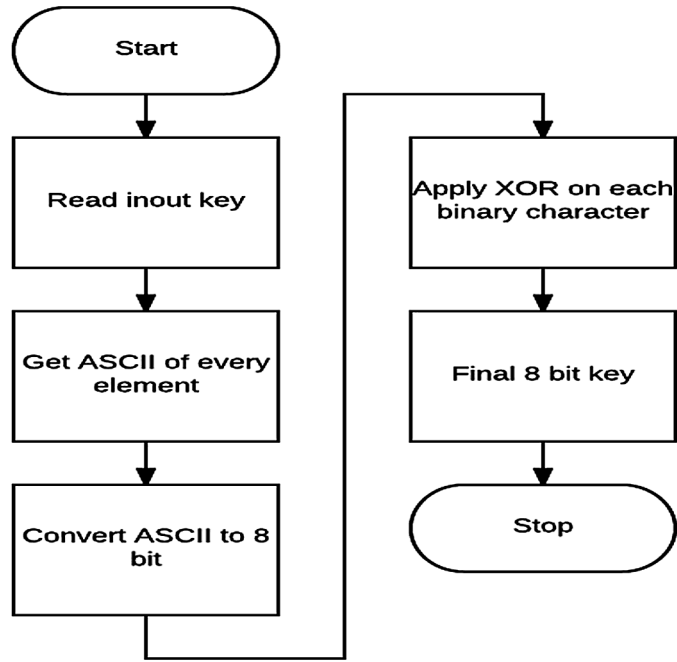 Start
Read inout key
Get ASCII of every
element
Convert ASCII to 8
bit
Apply XOR on each
binary character
Final 8 bit key
Stop